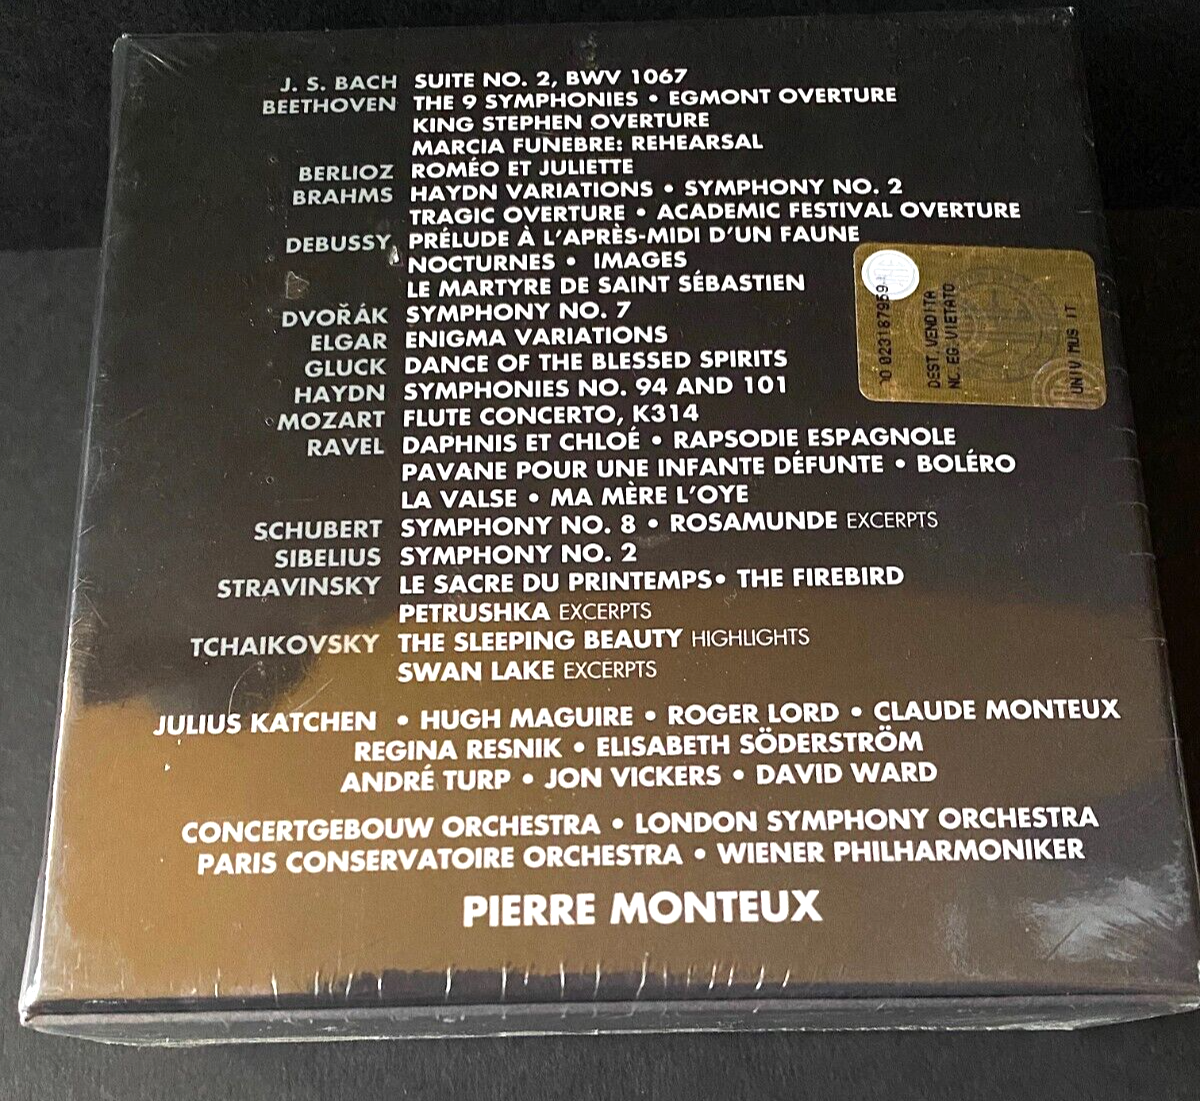 J. S. BACH SUITE NO. 2, BWV 1067
BEETHOVEN THE 9 SYMPHONIES • EGMONT OVERTURE
KING STEPHEN OVERTURE
MARCIA FUNEBRE: REHEARSAL
BERLIOZ ROMÉO ET JULIETTE
BRAHMS HAYDN VARIATIONS • SYMPHONY NO. 2
TRAGIC OVERTURE • ACADEMIC FESTIVAL OVERTURE
DEBUSSY PRÉLUDE À L'APRÈS-MIDI D'UN FAUNE
NOCTURNES • IMAGES
LE MARTYRE DE SAINT SÉBASTIEN
DVOŘÁK SYMPHONY NO. 7
ELGAR ENIGMA VARIATIONS
GLUCK DANCE OF THE BLESSED SPIRITS
HAYDN SYMPHONIES NO. 94 AND 101
MOZART FLUTE CONCERTO, K314
RAVEL DAPHNIS ET CHLOÉ • RAPSODIE ESPAGNOLE
PAVANE POUR UNE INFANTE DÉFUNTE • BOLÉRO
LA VALSE • MA MÈRE L'OYE
SCHUBERT SYMPHONY NO. 8 • ROSAMUNDE EXCERPTS
SIBELIUS SYMPHONY NO. 2
STRAVINSKY LE SACRE DU PRINTEMPS • THE FIREBIRD
PETRUSHKA EXCERPTS
TCHAIKOVSKY THE SLEEPING BEAUTY HIGHLIGHTS
SWAN LAKE EXCERPTS
JULIUS KATCHEN • HUGH MAGUIRE • ROGER LORD • CLAUDE MONTEUX
REGINA RESNIK • ELISABETH SÖDERSTRÖM
ANDRÉ TURP • JON VICKERS • DAVID WARD
CONCERTGEBOUW ORCHESTRA • LONDON SYMPHONY ORCHESTRA
PARIS CONSERVATOIRE ORCHESTRA • WIENER PHILHARMONIKER
PIERRE MONTEUX
DEST. VENDITA
NL. EG. VIETATO
UNIV MUS IT